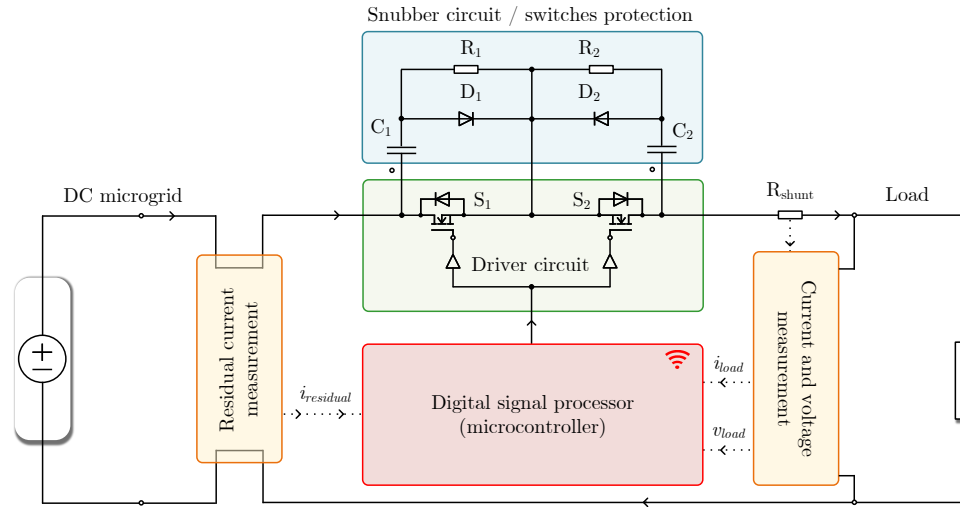 Snubber circuit / switches protection
R1
R2
D1
D2
C1
C2
DC microgrid
S1
S2
Rshunt
Load
Driver circuit
Residual current
measurement
Current and voltage
measurement
iresidual
iload
Digital signal processor
(microcontroller)
vload